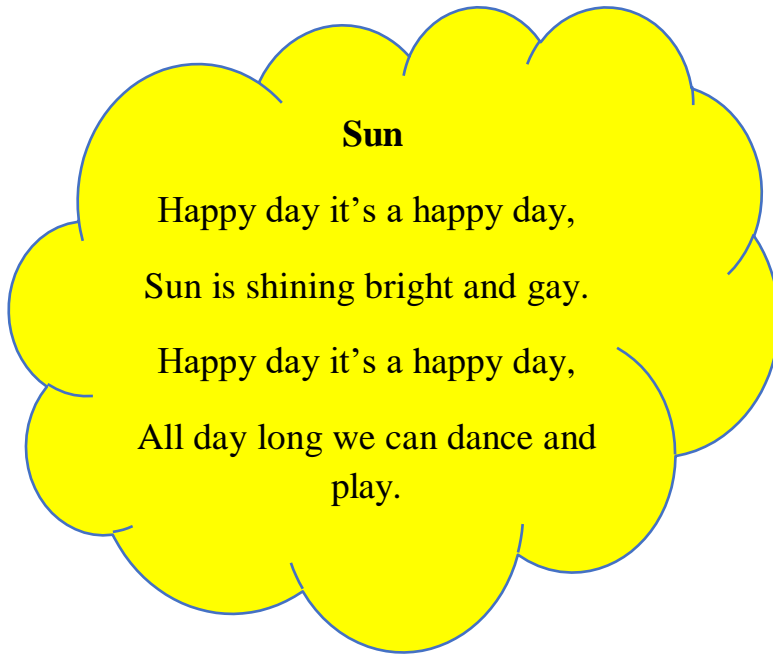 Sun
Happy day it’s a happy day,
Sun is shining bright and gay.
Happy day it’s a happy day,
All day long we can dance and
play.